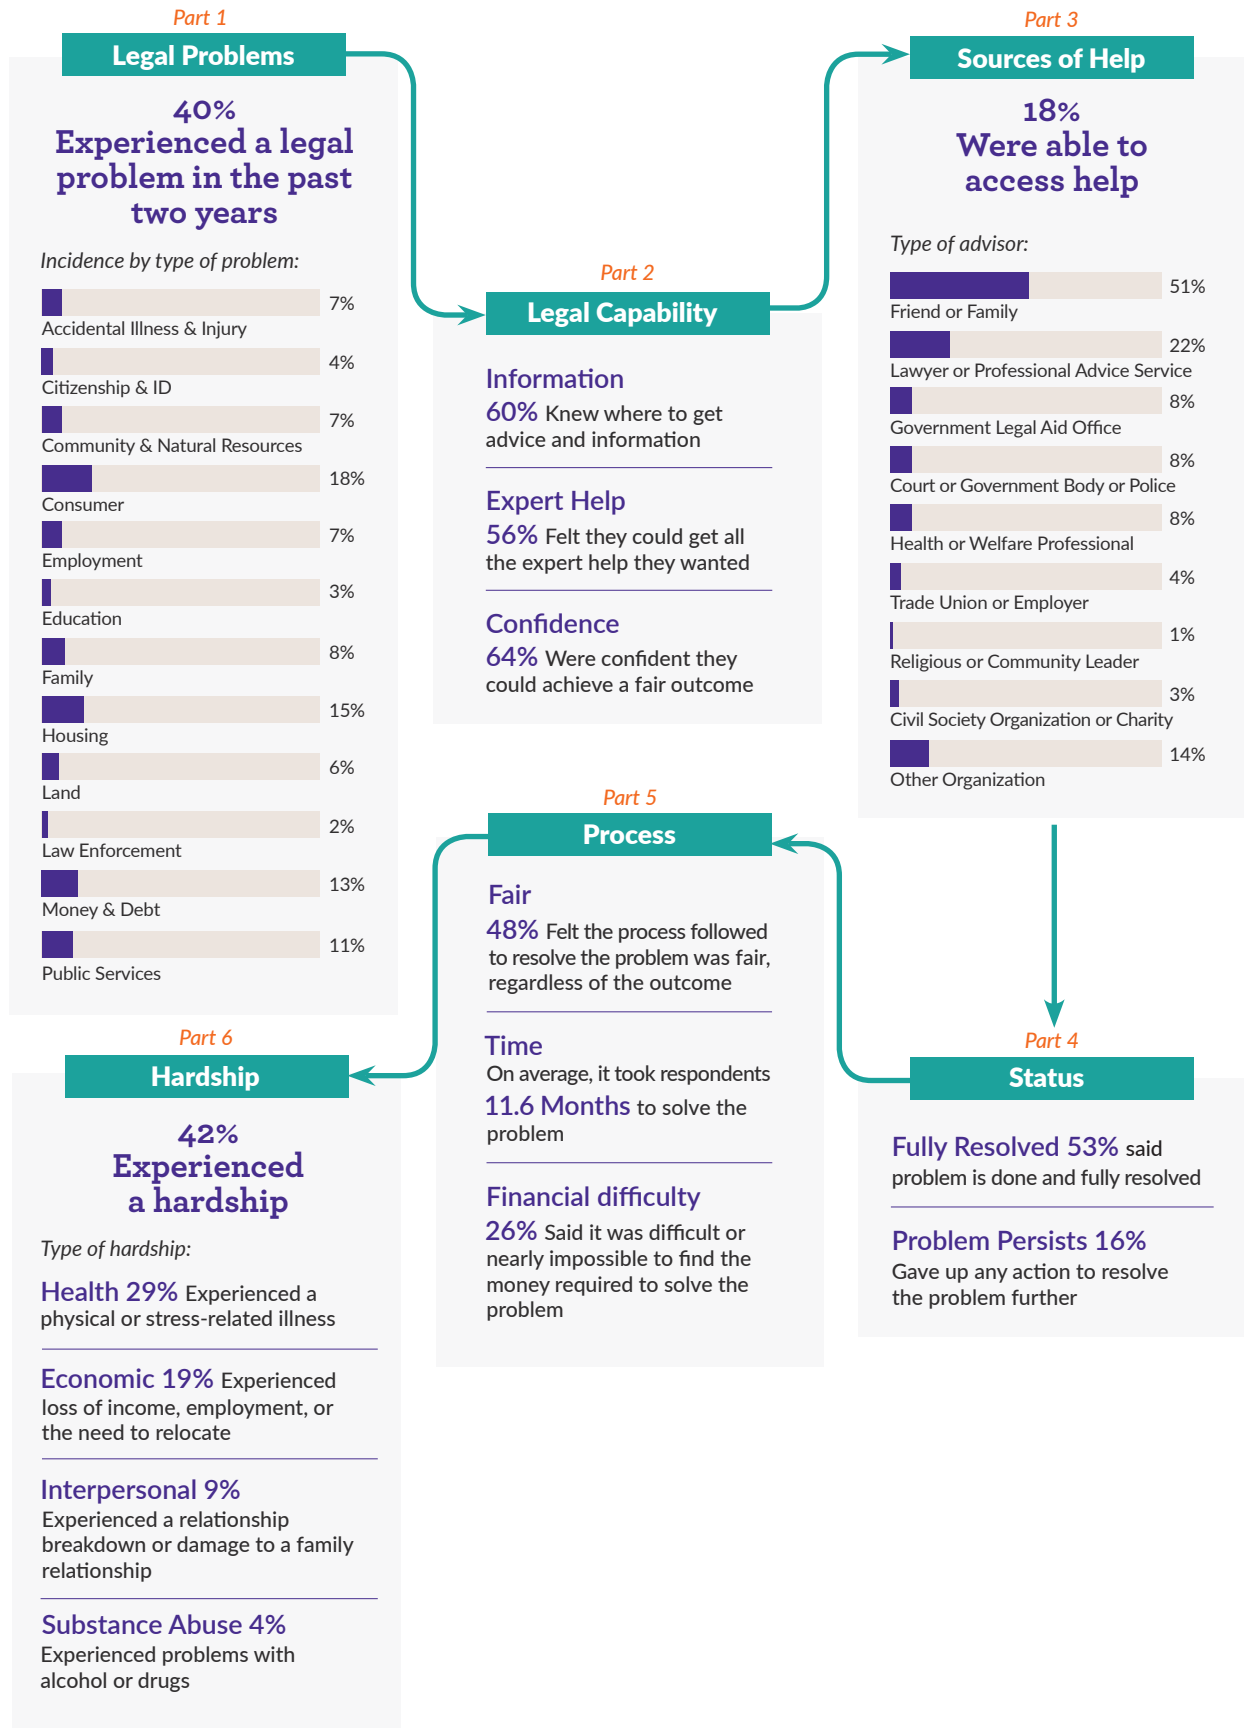 Part 1
Legal Problems
40%
Experienced a legal
problem in the past
two years
Incidence by type of problem:
7%
Accidental Illness & Injury
4%
Citizenship & ID
7%
Community & Natural Resources
18%
Consumer
7%
Employment
3%
Education
8%
Family
15%
Housing
6%
Land
2%
Law Enforcement
13%
Money & Debt
11%
Public Services
Part 2
Legal Capability
Information
60% Knew where to get
advice and information
Expert Help
56% Felt they could get all
the expert help they wanted
Confidence
64% Were confident they
could achieve a fair outcome
Part 3
Sources of Help
18%
Were able to
access help
Type of advisor:
51%
Friend or Family
22%
Lawyer or Professional Advice Service
8%
Government Legal Aid Office
8%
Court or Government Body or Police
8%
Health or Welfare Professional
4%
Trade Union or Employer
1%
Religious or Community Leader
3%
Civil Society Organization or Charity
14%
Other Organization
Part 4
Status
Fully Resolved 53% said
problem is done and fully resolved
Problem Persists 16%
Gave up any action to resolve
the problem further
Part 5
Process
Fair
48% Felt the process followed
to resolve the problem was fair,
regardless of the outcome
Time
On average, it took respondents
11.6 Months to solve the
problem
Financial difficulty
26% Said it was difficult or
nearly impossible to find the
money required to solve the
problem
Part 6
Hardship
42%
Experienced
a hardship
Type of hardship:
Health 29% Experienced a
physical or stress-related illness
Economic 19% Experienced
loss of income, employment, or
the need to relocate
Interpersonal 9%
Experienced a relationship
breakdown or damage to a family
relationship
Substance Abuse 4%
Experienced problems with
alcohol or drugs